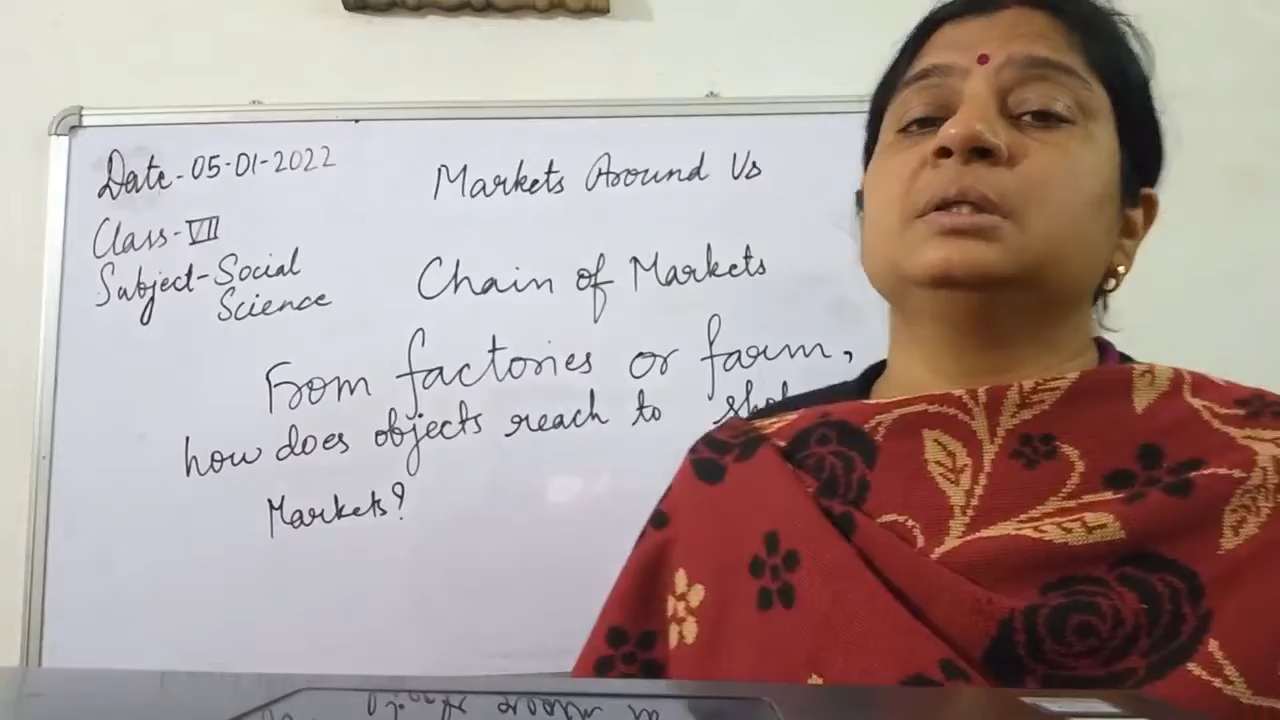 Date-05-01-2022
Class-VII
Subject-Social
Science
Markets Around Us
Chain of Markets
From factories or farm,
how does objects reach to
Markets?